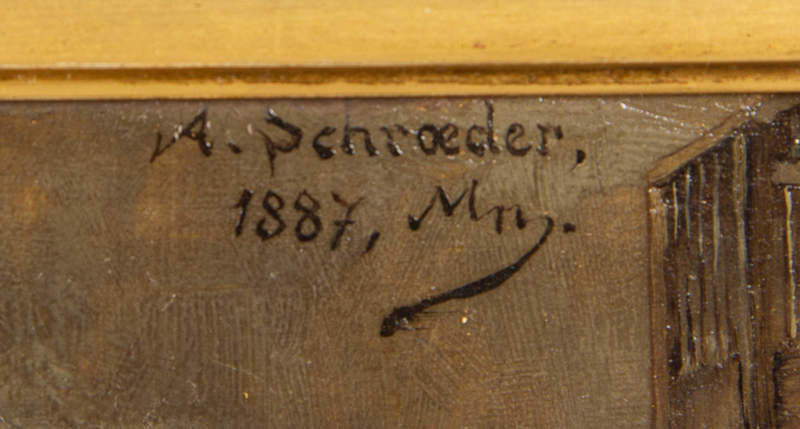 A. Schrœder,
1887, Mn.